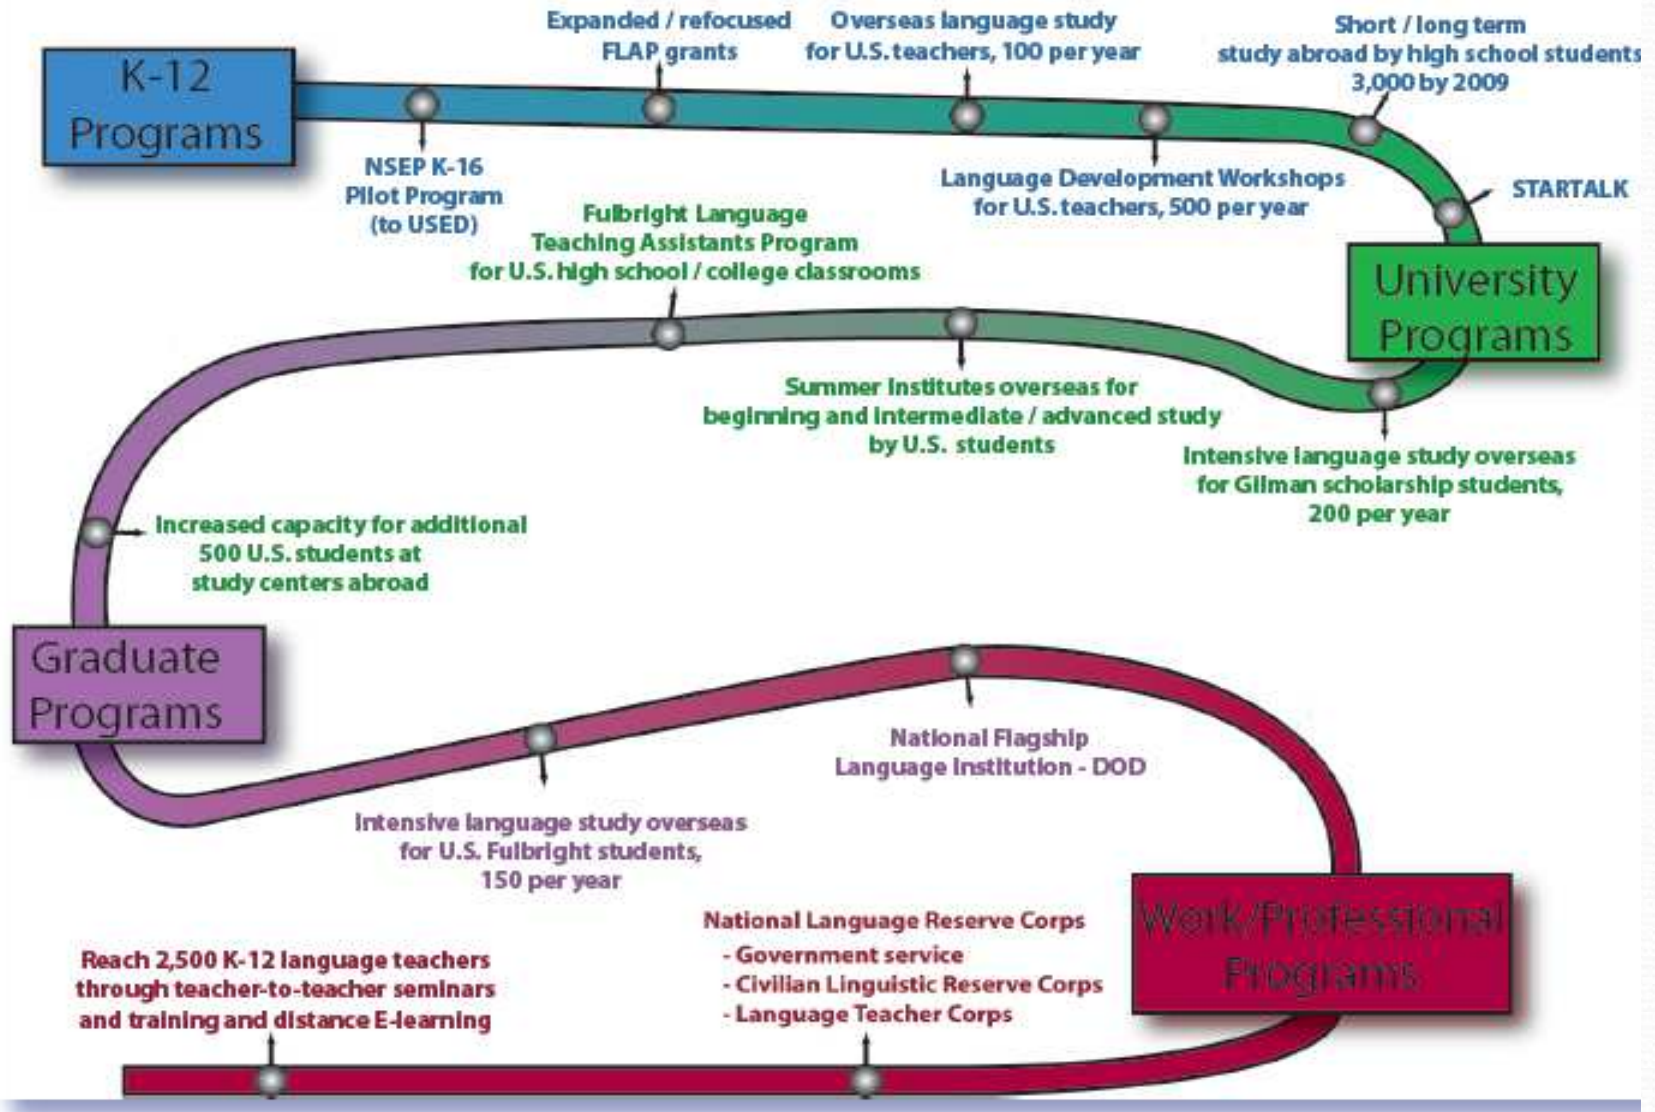 K-12
Programs
Expanded / refocused
FLAP grants
Overseas language study
for U.S. teachers, 100 per year
Short / long term
study abroad by high school students
3,000 by 2009
NSEP K-16
Pilot Program
(to USED)
Language Development Workshops
for U.S. teachers, 500 per year
STARTALK
University
Programs
Fulbright Language
Teaching Assistants Program
for U.S. high school / college classrooms
Summer Institutes overseas for
beginning and intermediate / advanced study
by U.S. students
Intensive language study overseas
for Gilman scholarship students,
200 per year
Increased capacity for additional
500 U.S. students at
study centers abroad
Graduate
Programs
Intensive language study overseas
for U.S. Fulbright students,
150 per year
National Flagship
Language Institution - DOD
Work/Professional
Programs
National Language Reserve Corps
- Government service
- Civilian Linguistic Reserve Corps
- Language Teacher Corps
Reach 2,500 K-12 language teachers
through teacher-to-teacher seminars
and training and distance E-learning